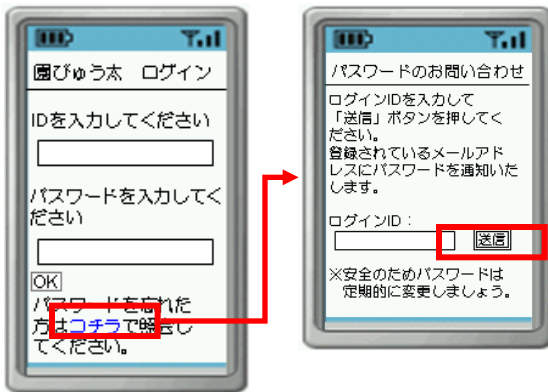 園びゅう太 ログイン
IDを入力してください
パスワードを入力してく
ださい
OK
パスワードを忘れた
方はコチラで照会し
てください。
パスワードのお問い合わせ
ログインIDを入力して
「送信」ボタンを押してく
ださい。
登録されているメールアド
レスにパスワードを通知いた
します。
ログインID:
送信
※安全のためパスワードは
定期的に変更しましょう。